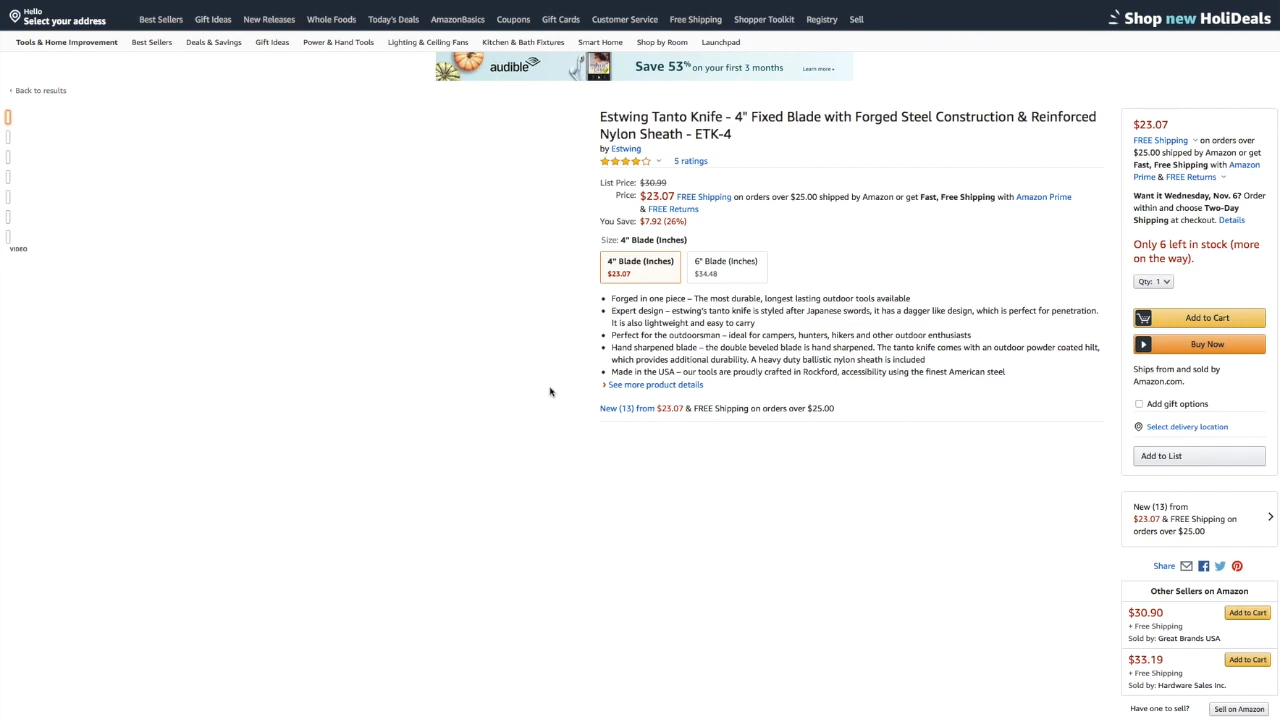 Hello
Select your address
Best Sellers Gift Ideas New Releases Whole Foods Today's Deals AmazonBasics Coupons Gift Cards Customer Service Free Shipping Shopper Toolkit Registry Sell
Shop new HoliDeals
Tools & Home Improvement Best Sellers Deals & Savings Gift Ideas Power & Hand Tools Lighting & Ceiling Fans Kitchen & Bath Fixtures Smart Home Shop by Room Launchpad
audible
Save 53% on your first 3 months
Learn more
‹ Back to results
VIDEO
Estwing Tanto Knife - 4" Fixed Blade with Forged Steel Construction & Reinforced
Nylon Sheath - ETK-4
by Estwing
5 ratings
List Price: $30.99
Price: $23.07 FREE Shipping on orders over $25.00 shipped by Amazon or get Fast, Free Shipping with Amazon Prime
& FREE Returns
You Save: $7.92 (26%)
Size: 4" Blade (Inches)
4" Blade (Inches) 6" Blade (Inches)
$23.07 $34.48
• Forged in one piece – The most durable, longest lasting outdoor tools available
• Expert design – estwing's tanto knife is styled after Japanese swords, it has a dagger like design, which is perfect for penetration.
It is also lightweight and easy to carry
• Perfect for the outdoorsman – ideal for campers, hunters, hikers and other outdoor enthusiasts
• Hand sharpened blade – the double beveled blade is hand sharpened. The tanto knife comes with an outdoor powder coated hilt,
which provides additional durability. A heavy duty ballistic nylon sheath is included
• Made in the USA – our tools are proudly crafted in Rockford, accessibility using the finest American steel
› See more product details
New (13) from $23.07 & FREE Shipping on orders over $25.00
$23.07
FREE Shipping on orders over
$25.00 shipped by Amazon or get
Fast, Free Shipping with Amazon
Prime & FREE Returns
Want it Wednesday, Nov. 6? Order
within and choose Two-Day
Shipping at checkout. Details
Only 6 left in stock (more
on the way).
Qty: 1
Add to Cart
Buy Now
Ships from and sold by
Amazon.com.
Add gift options
Select delivery location
Add to List
New (13) from
$23.07 & FREE Shipping on
orders over $25.00
Share
Other Sellers on Amazon
$30.90 Add to Cart
+ Free Shipping
Sold by: Great Brands USA
$33.19 Add to Cart
+ Free Shipping
Sold by: Hardware Sales Inc.
Have one to sell? Sell on Amazon